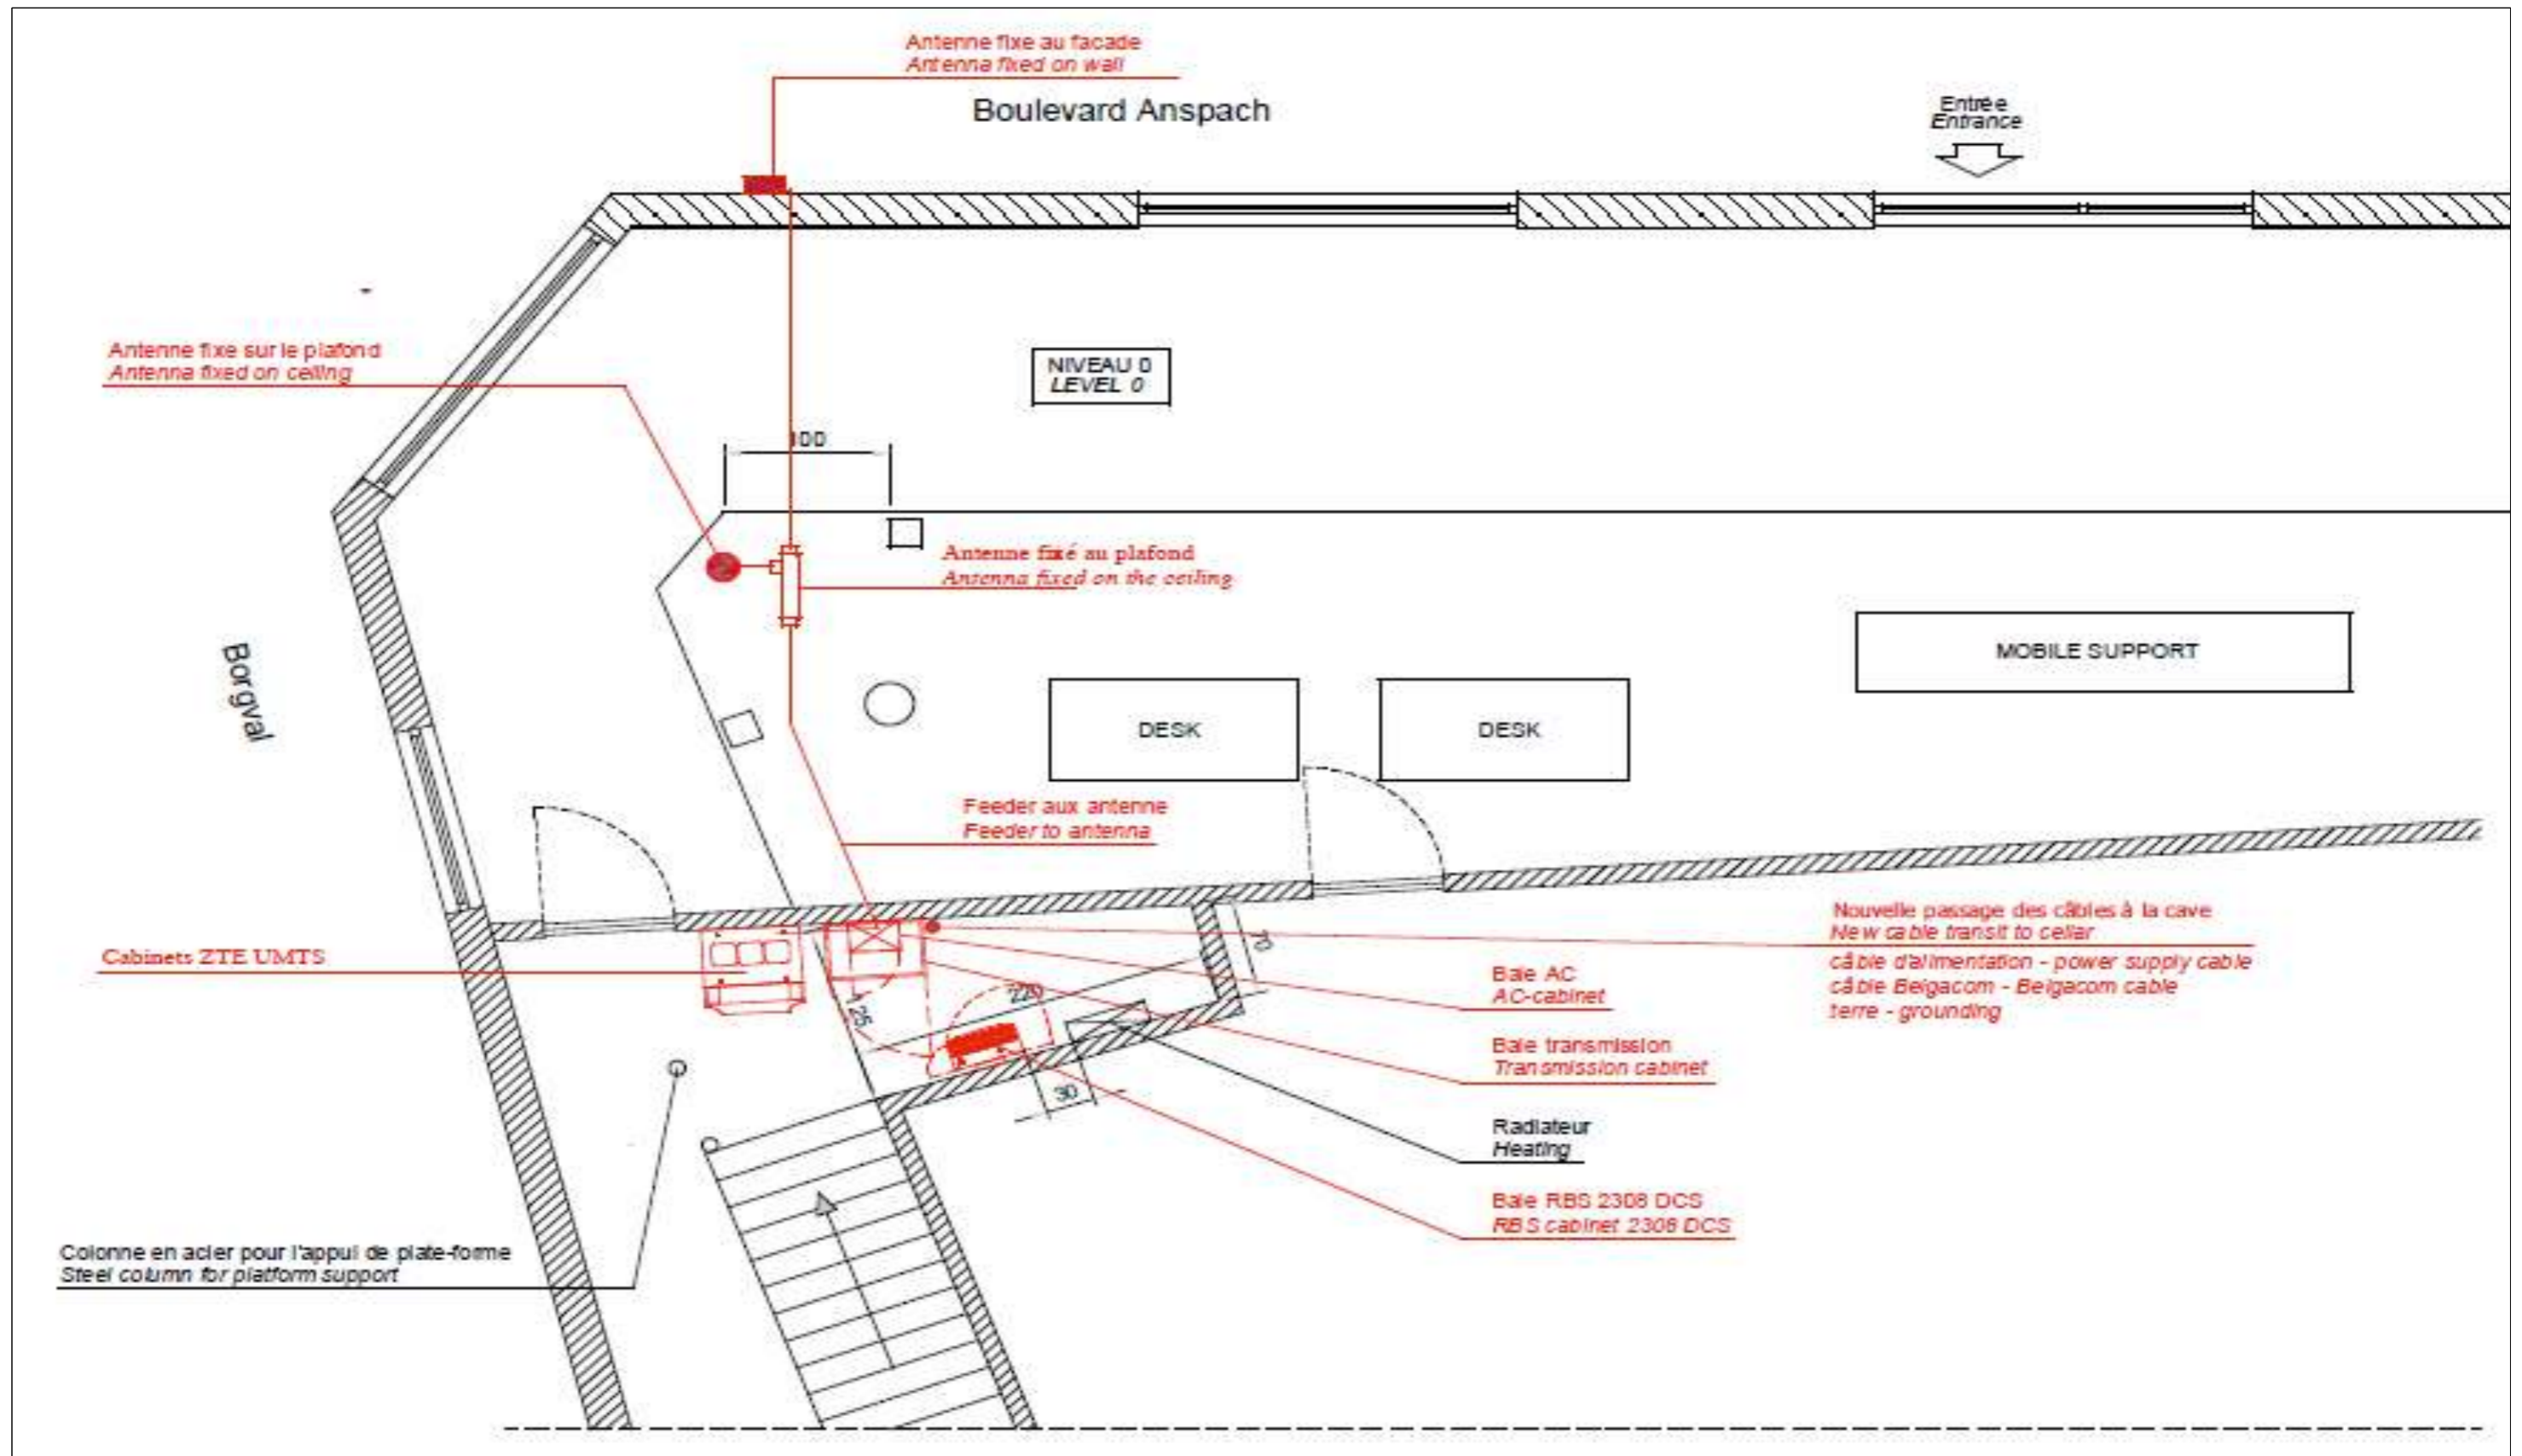 Antenne fixe au facade
Antenna fixed on wall
Boulevard Anspach
Entrée
Entrance
Antenne fixe sur le plafond
Antenna fixed on ceiling
NIVEAU 0
LEVEL 0
100
Antenne fixé au plafond
Antenna fixed on the ceiling
MOBILE SUPPORT
Borgval
DESK
DESK
Feeder aux antenne
Feeder to antenna
Nouvelle passage des câbles à la cave
New cable transit to cellar
câble d'alimentation - power supply cable
câble Belgacom - Belgacom cable
terre - grounding
Cabinets ZTE UMTS
70
Baie AC
AC-cabinet
220
125
Baie transmission
Transmission cabinet
30
Radiateur
Heating
Baie RBS 2308 DCS
RBS cabinet 2308 DCS
Colonne en acier pour l'appui de plate-forme
Steel column for platform support